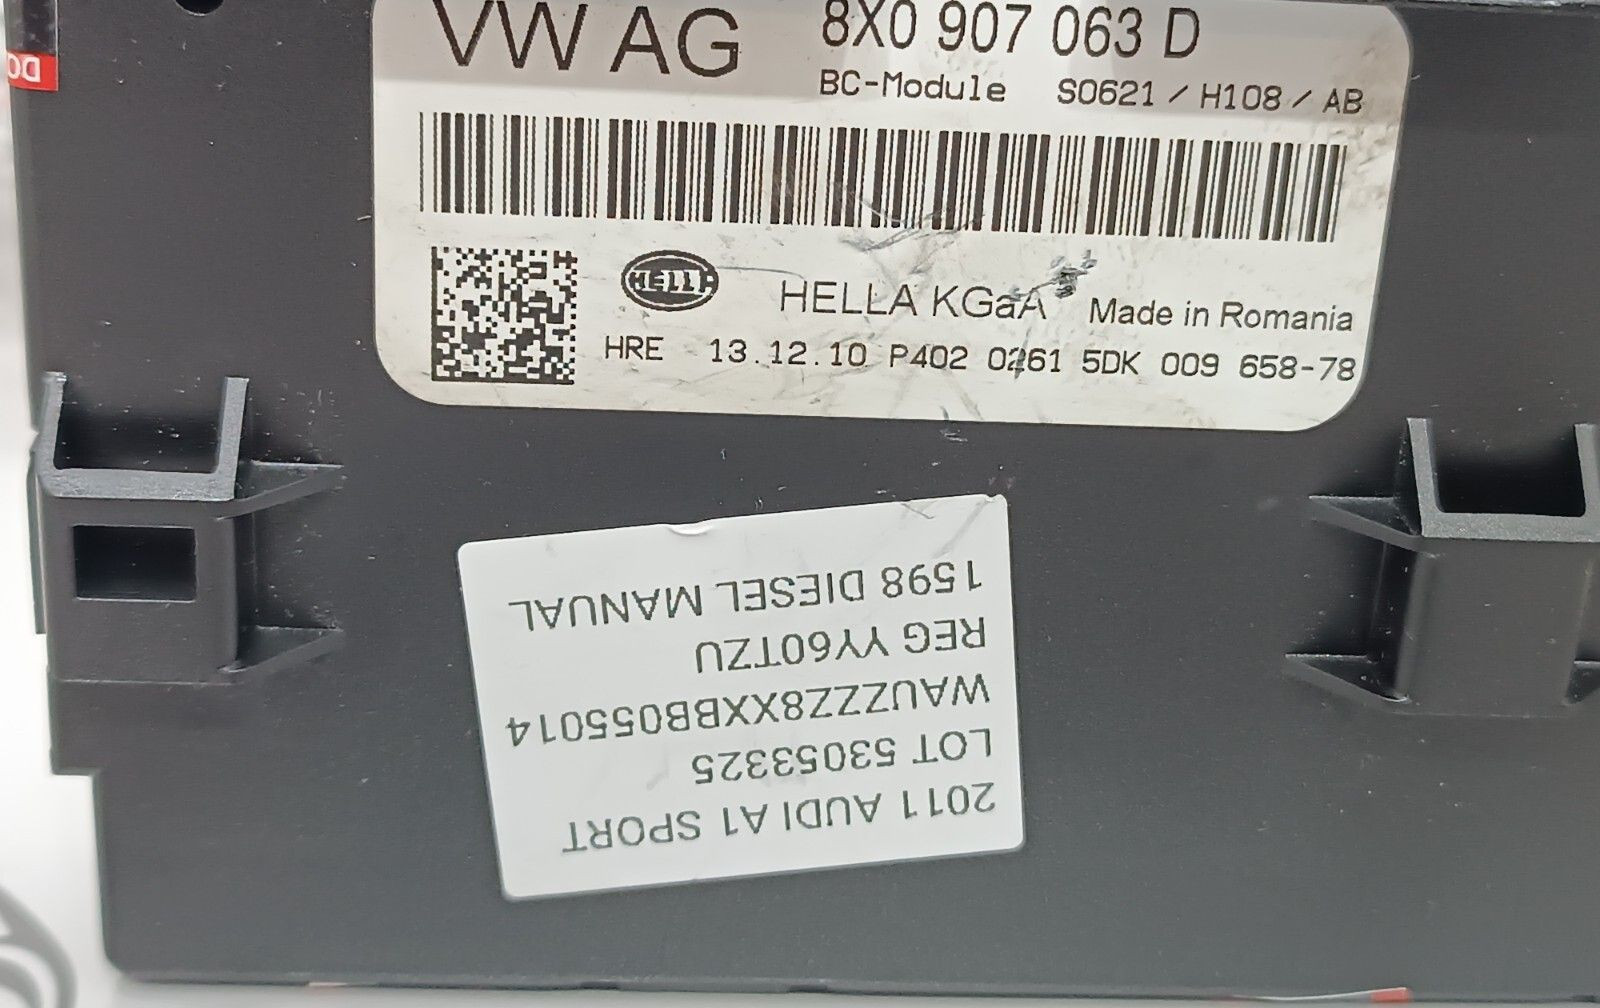 VW AG 8X0 907 063 D
BC-Module S0621 / H108 / AB
HELLA HELLA KGaA Made in Romania
HRE 13.12.10 P402 0261 5DK 009 658-78
2011 AUDI A1 SPORT
LOT 53053325
WAUZZZ8XXBB055014
REG YY60TZU
1598 DIESEL MANUAL